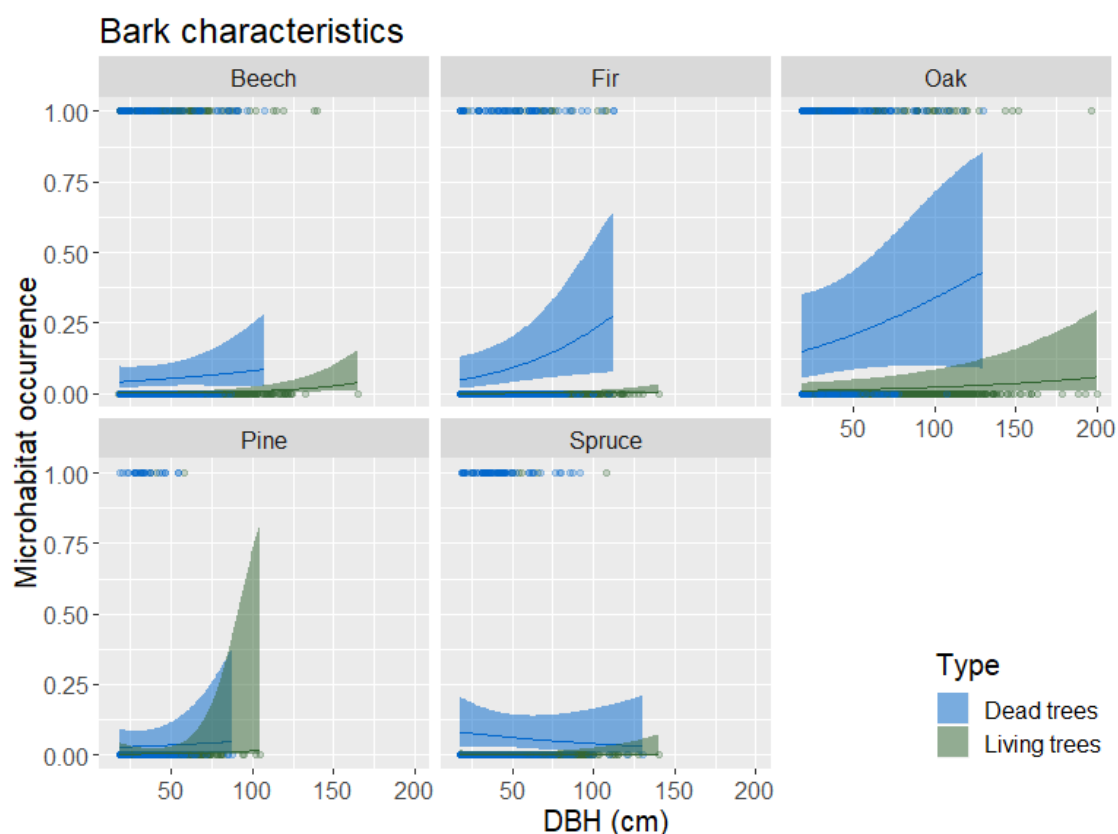 Bark characteristics
Beech Fir Oak
1.00
0.75
0.50
0.25
0.00
50 100 150 200
Pine Spruce
1.00
0.75
0.50
0.25
0.00
50 100 150 200 50 100 150 200
Microhabitat occurrence
DBH (cm)
Type
Dead trees
Living trees